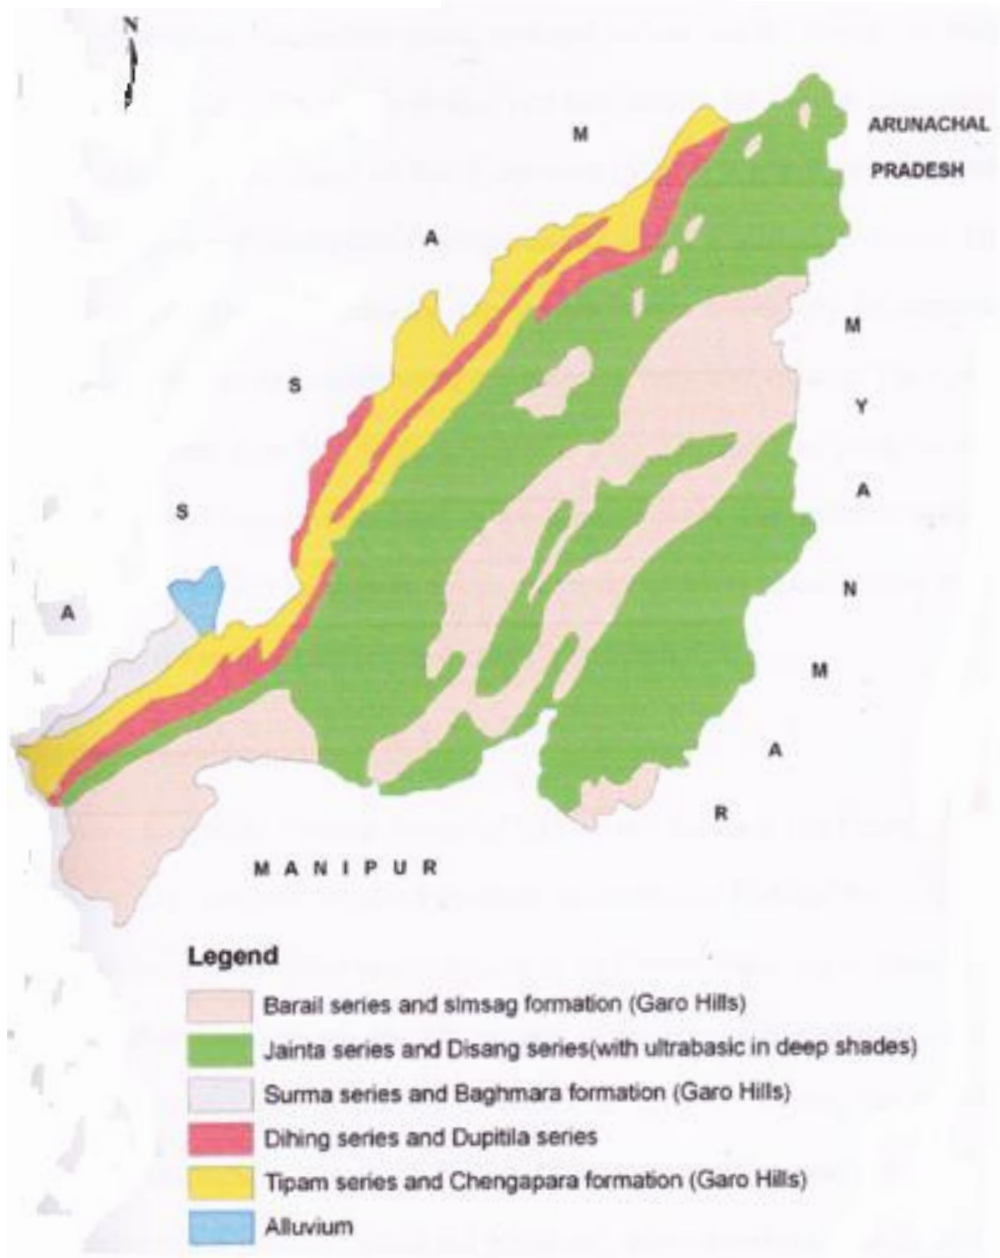 N
ARUNACHAL
PRADESH
A S S A M
M Y A N M A R
M A N I P U R
Legend
Barail series and sImsag formation (Garo Hills)
Jainta series and Disang series(with ultrabasic in deep shades)
Surma series and Baghmara formation (Garo Hills)
Dihing series and Dupitila series
Tipam series and Chengapara formation (Garo Hills)
Alluvium